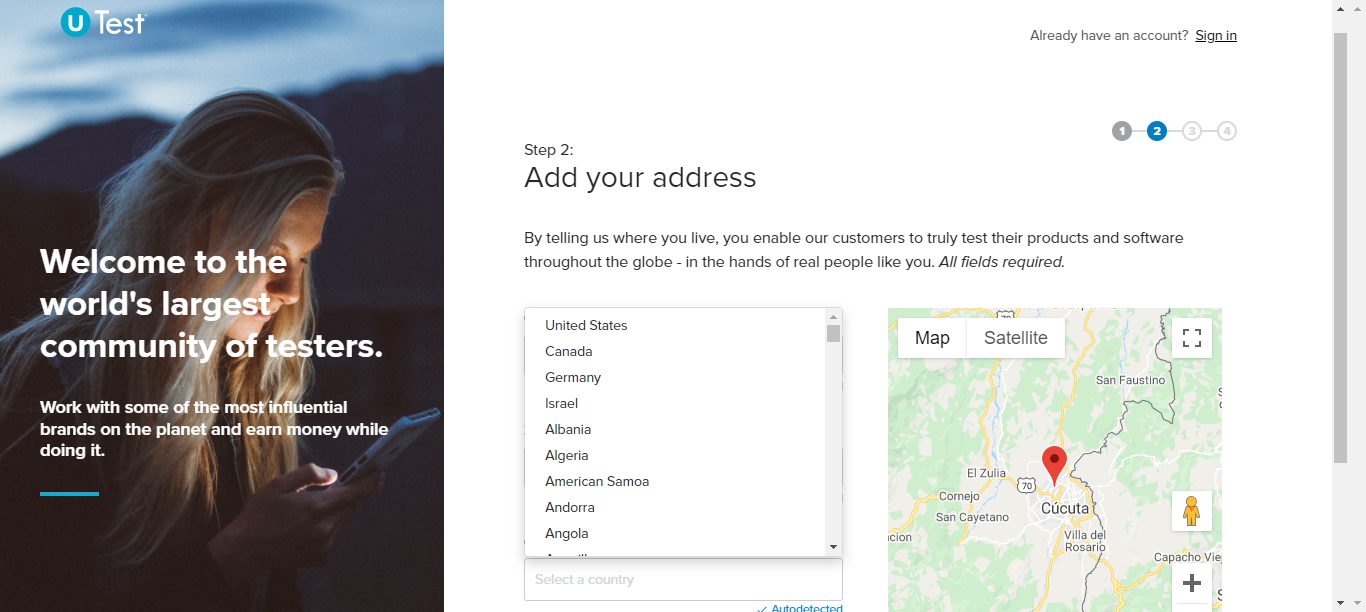 U Test
Already have an account? Sign in
1 2 3 4
Step 2:
Add your address
By telling us where you live, you enable our customers to truly test their products and software
throughout the globe - in the hands of real people like you. All fields required.
Welcome to the
world's largest
community of testers.
Work with some of the most influential
brands on the planet and earn money while
doing it.
United States
Canada
Germany
Israel
Albania
Algeria
American Samoa
Andorra
Angola
Select a country
Autodetected
Map Satellite
San Faustino
El Zulia
70
Cornejo
Cúcuta
San Cayetano
Villa del
Rosario
cion
Capacho Vie